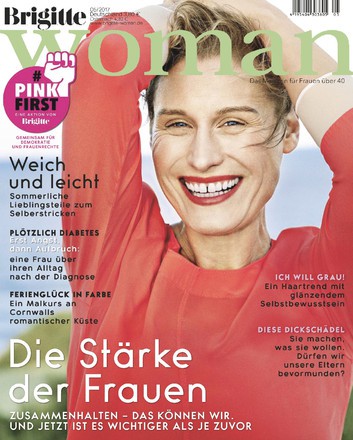 Brigitte
woman
05/2017
Das Magazin für Frauen über 40
#
PINK
FIRST
EINE AKTION VON
Brigitte
GEMEINSAM FÜR
DEMOKRATIE
UND FRAUENRECHTE
Weich
und leicht
Sommerliche
Lieblingsteile zum
Selberstricken
PLÖTZLICH DIABETES
Erst Angst,
dann Aufbruch:
eine Frau über
ihren Alltag
nach der Diagnose
FERIENGLÜCK IN FARBE
Ein Malkurs an
Cornwalls
romantischer Küste
ICH WILL GRAU!
Ein Haartrend mit
glänzendem
Selbstbewusstsein
DIESE DICKSCHÄDEL
Sie machen,
was sie wollen.
Dürfen wir
unsere Eltern
bevormunden?
Die Stärke
der Frauen
ZUSAMMENHALTEN – DAS KÖNNEN WIR.
UND JETZT IST ES WICHTIGER ALS JE ZUVOR